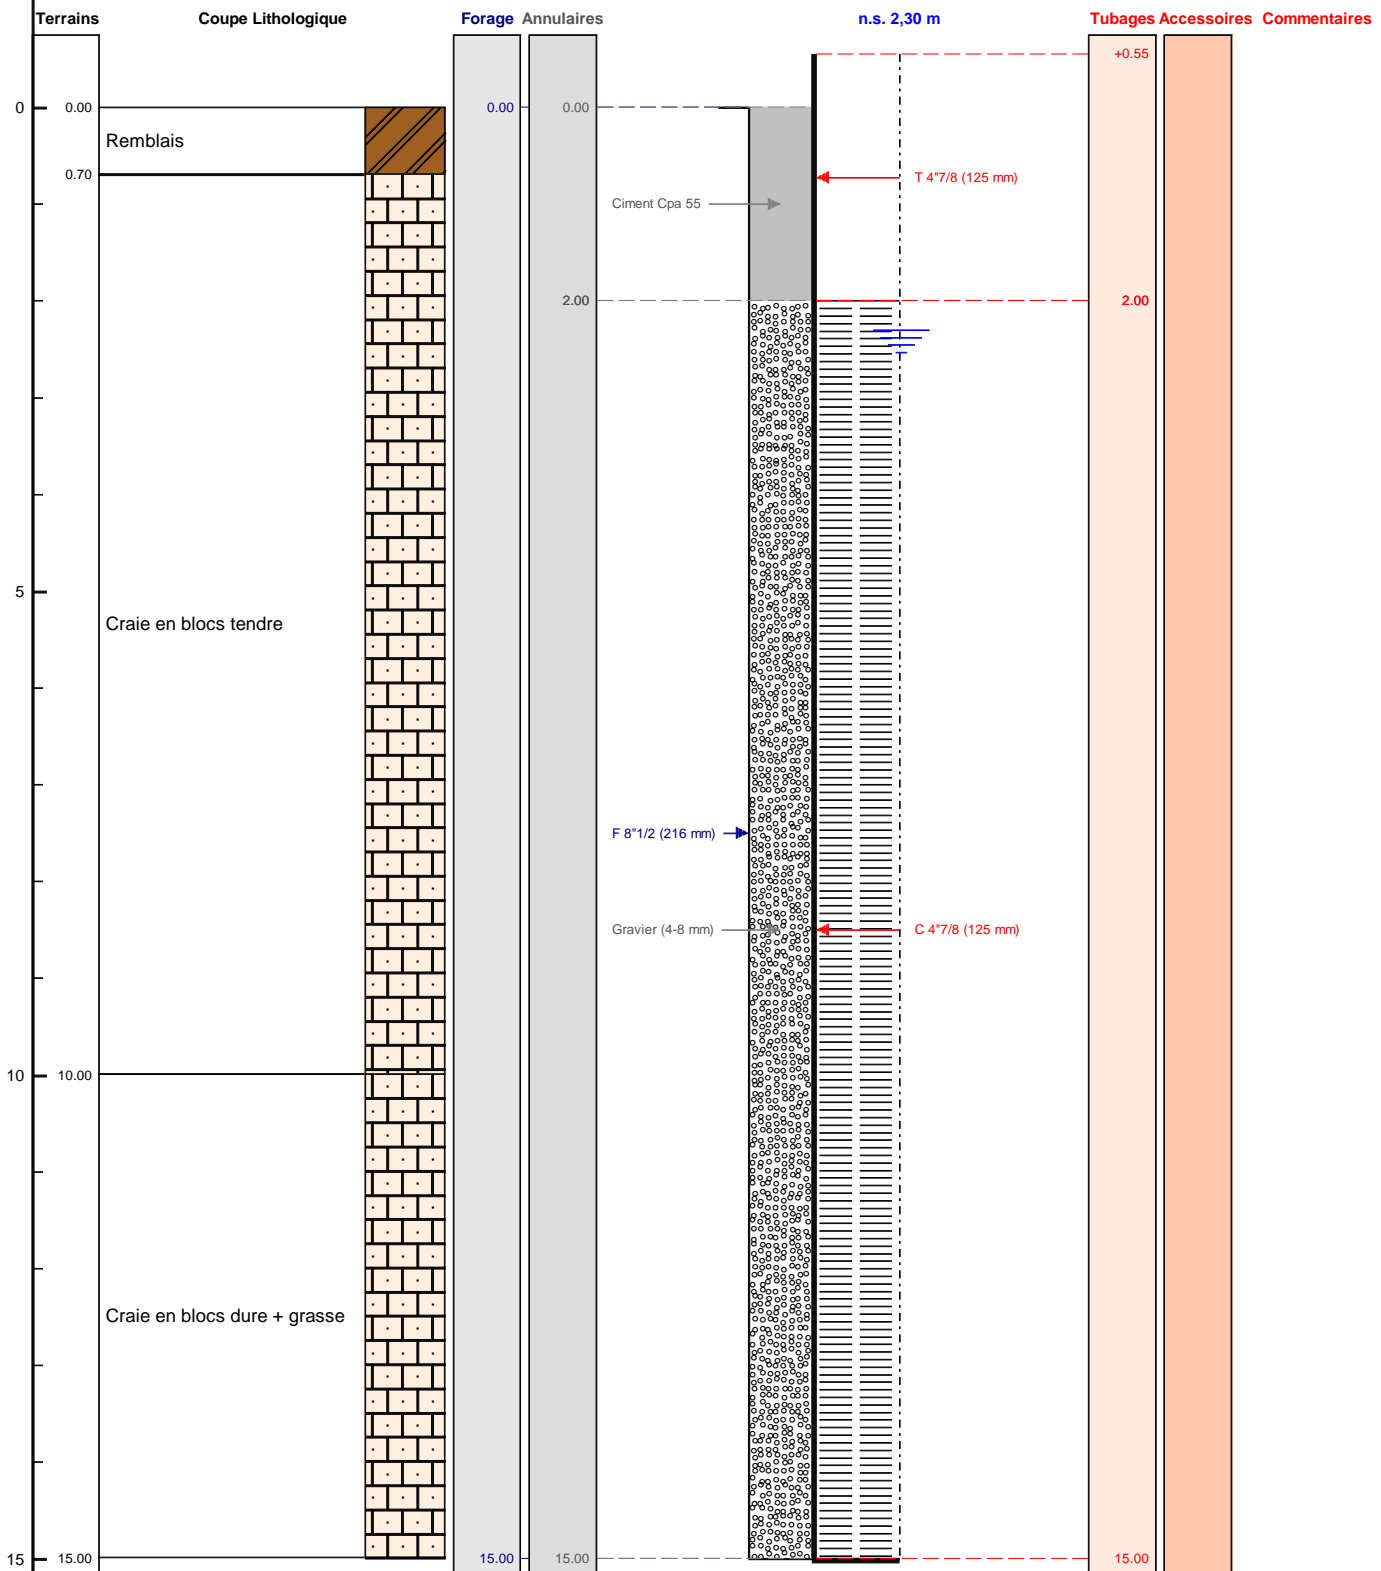 Terrains Coupe Lithologique Forage Annulaires n.s. 2,30 m Tubages Accessoires Commentaires
+0.55
0 0.00 0.00 0.00
Remblais
0.70
T 4"7/8 (125 mm)
Ciment Cpa 55
2.00 2.00
5
Craie en blocs tendre
F 8"1/2 (216 mm)
Gravier (4-8 mm) C 4"7/8 (125 mm)
10 10.00
Craie en blocs dure + grasse
15 15.00 15.00 15.00 15.00